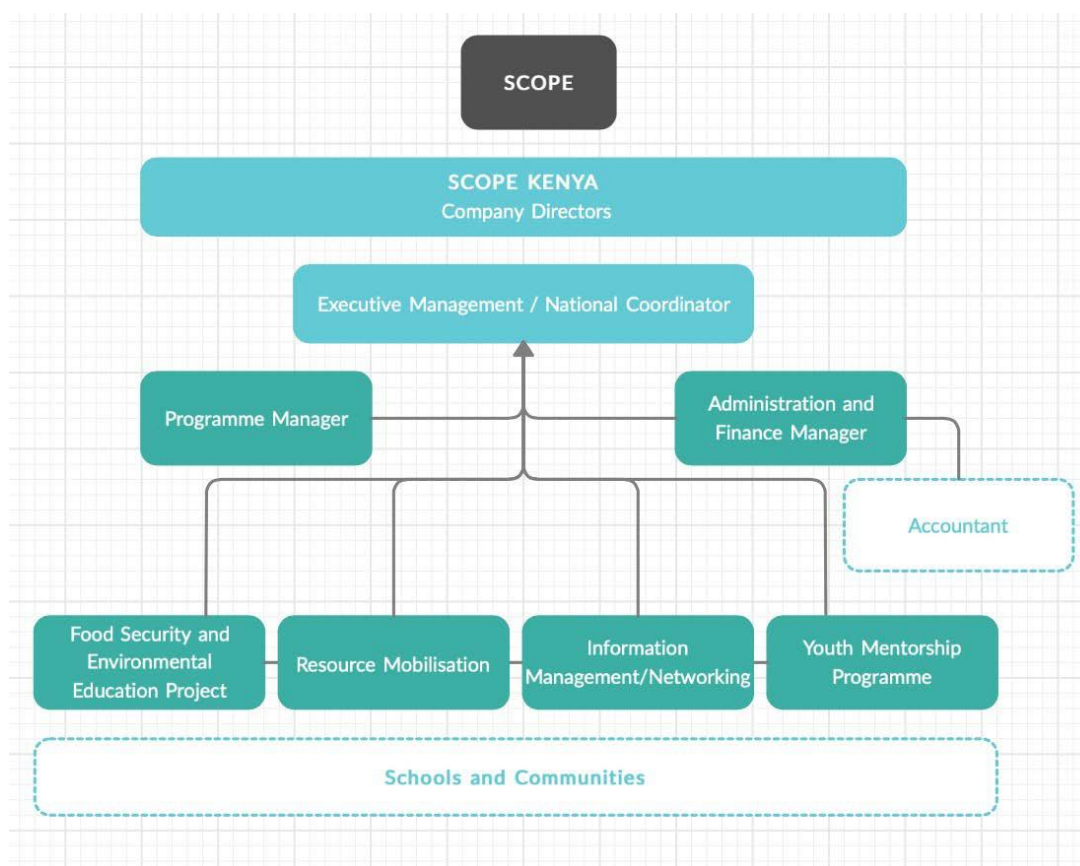 SCOPE
SCOPE KENYA
Company Directors
Executive Management / National Coordinator
Programme Manager
Administration and
Finance Manager
Accountant
Food Security and
Environmental
Education Project
Resource Mobilisation
Information
Management/Networking
Youth Mentorship
Programme
Schools and Communities